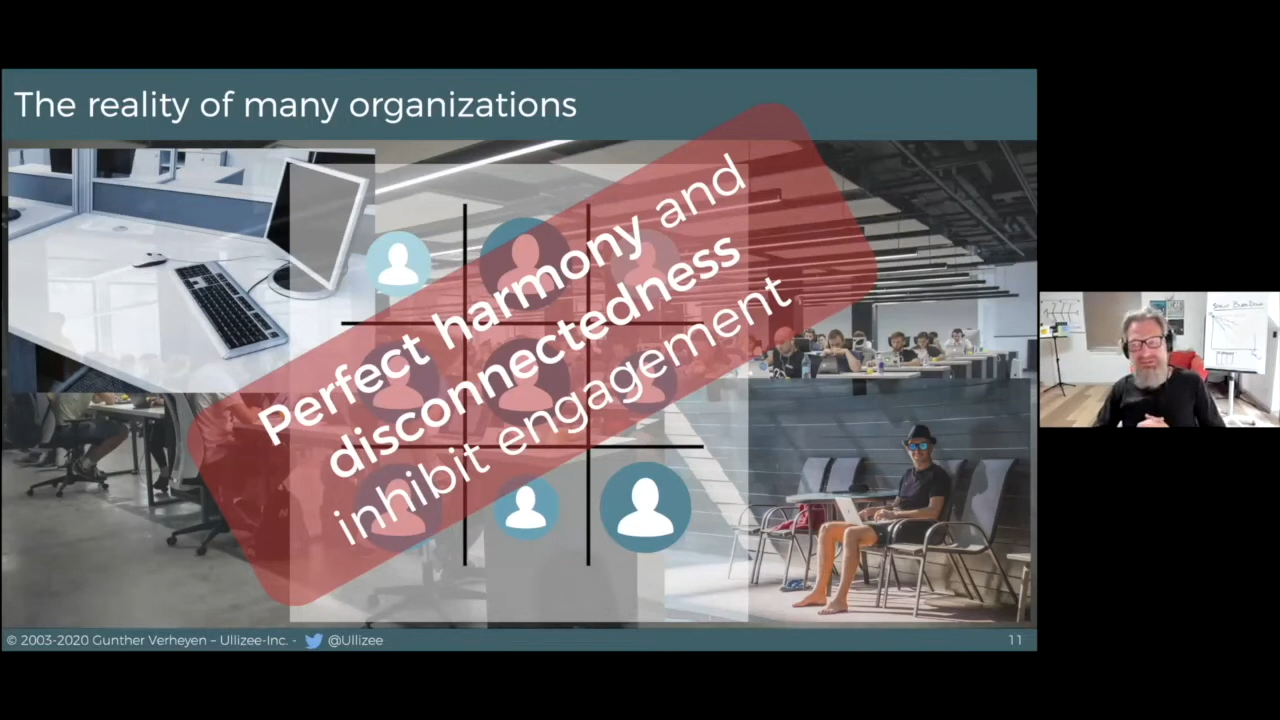 The reality of many organizations
Perfect harmony and
disconnectedness
inhibit engagement
© 2003-2020 Gunther Verheyen – Ullizee-Inc. -
@Ullizee
11